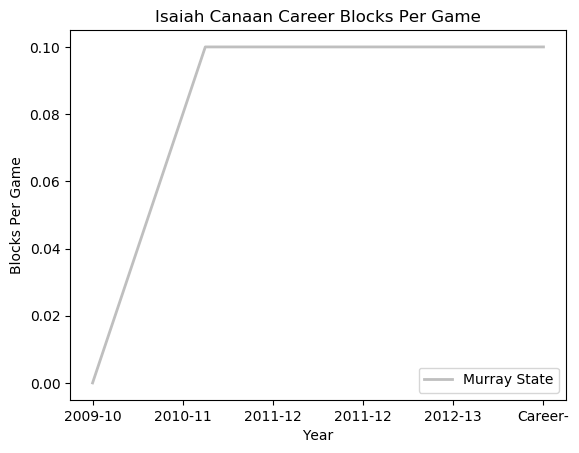 Isaiah Canaan Career Blocks Per Game
Blocks Per Game
0.10
0.08
0.06
0.04
0.02
0.00
Murray State
2009-10 2010-11 2011-12 2011-12 2012-13 Career-
Year